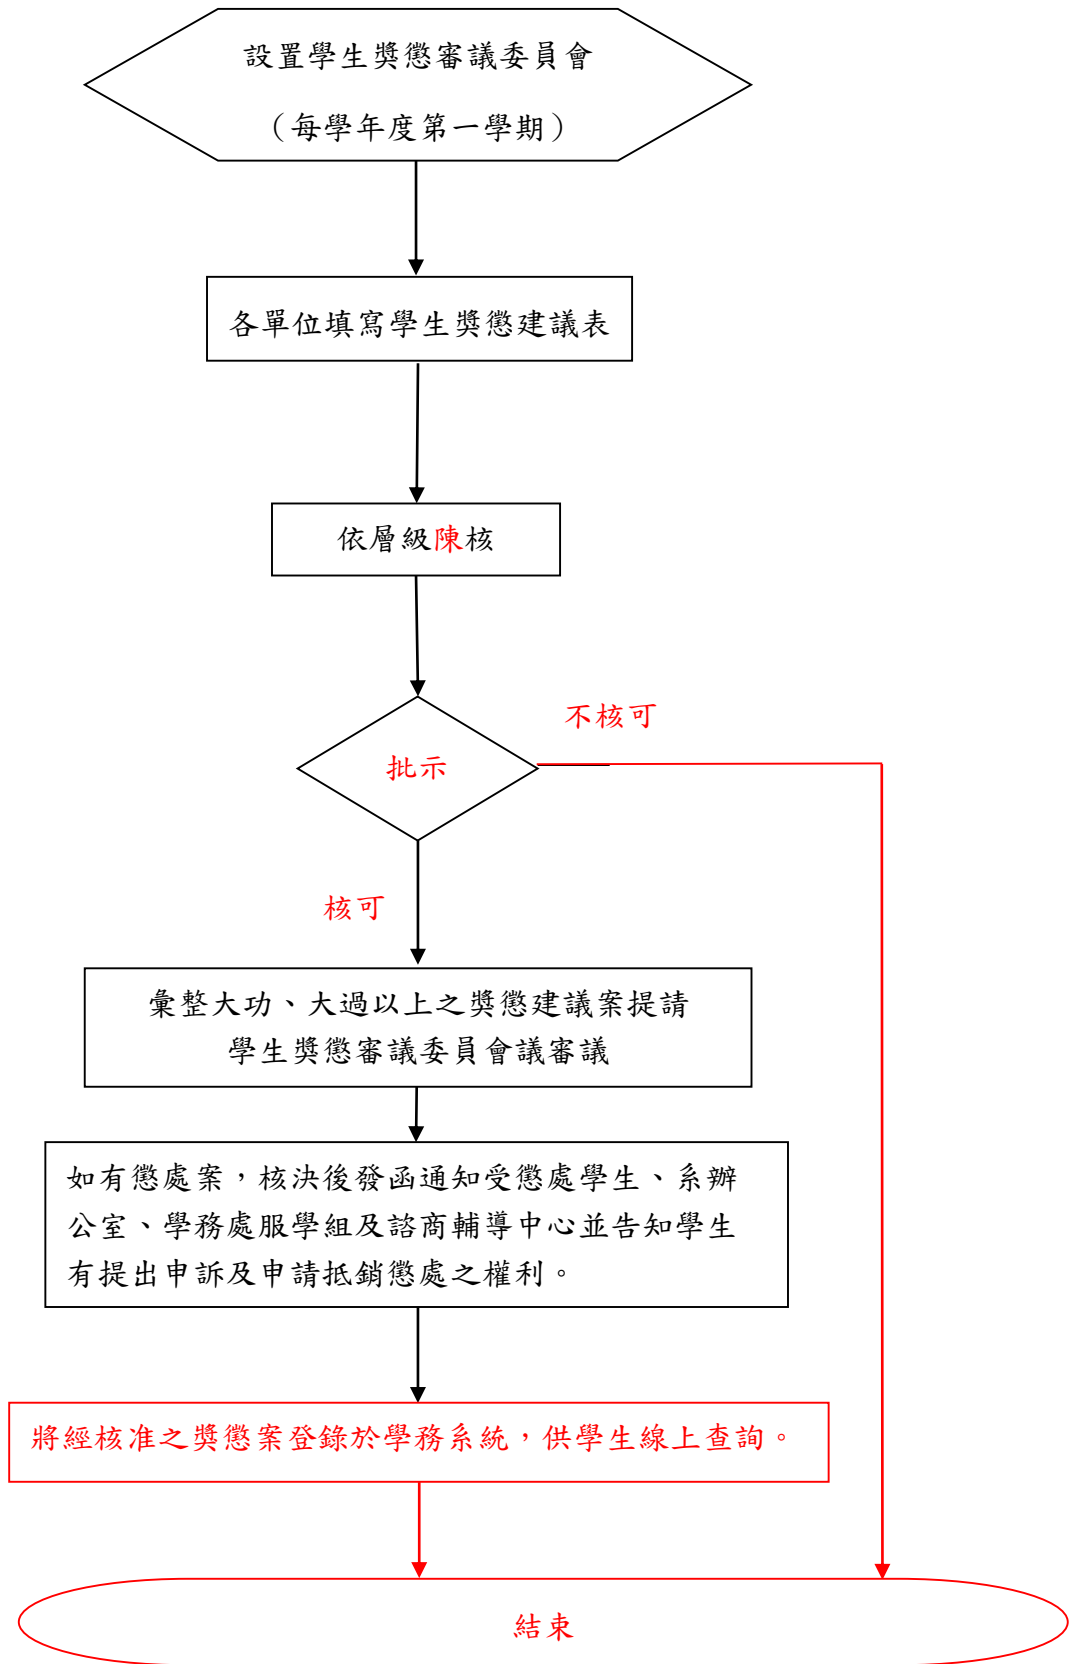 設置學生獎懲審議委員會
（每學年度第一學期）
各單位填寫學生獎懲建議表
依層級陳核
不核可
批示
核可
彙整大功、大過以上之獎懲建議案提請
學生獎懲審議委員會議審議
如有懲處案，核決後發函通知受懲處學生、系辦
公室、學務處服學組及諮商輔導中心並告知學生
有提出申訴及申請抵銷懲處之權利。
將經核准之獎懲案登錄於學務系統，供學生線上查詢。
結束